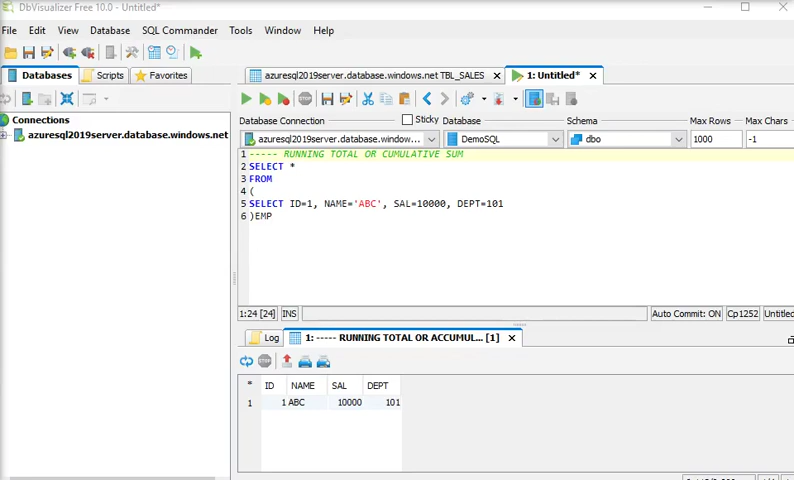 DbVisualizer Free 10.0 - Untitled*
File Edit View Database SQL Commander Tools Window Help
Databases Scripts Favorites
azuresql2019server.database.windows.net TBL_SALES
1: Untitled*
Connections
azuresql2019server.database.windows.net
Database Connection Sticky Database Schema Max Rows Max Chars
azuresql2019server.database.window... DemoSQL dbo 1000 -1
1 ----- RUNNING TOTAL OR CUMULATIVE SUM
2 SELECT *
3 FROM
4 (
5 SELECT ID=1, NAME='ABC', SAL=10000, DEPT=101
6 )EMP
1:24 [24] INS Auto Commit: ON Cp1252 Untitled
Log 1: ----- RUNNING TOTAL OR ACCUMUL... [1]
* ID NAME SAL DEPT
1 1 ABC 10000 101